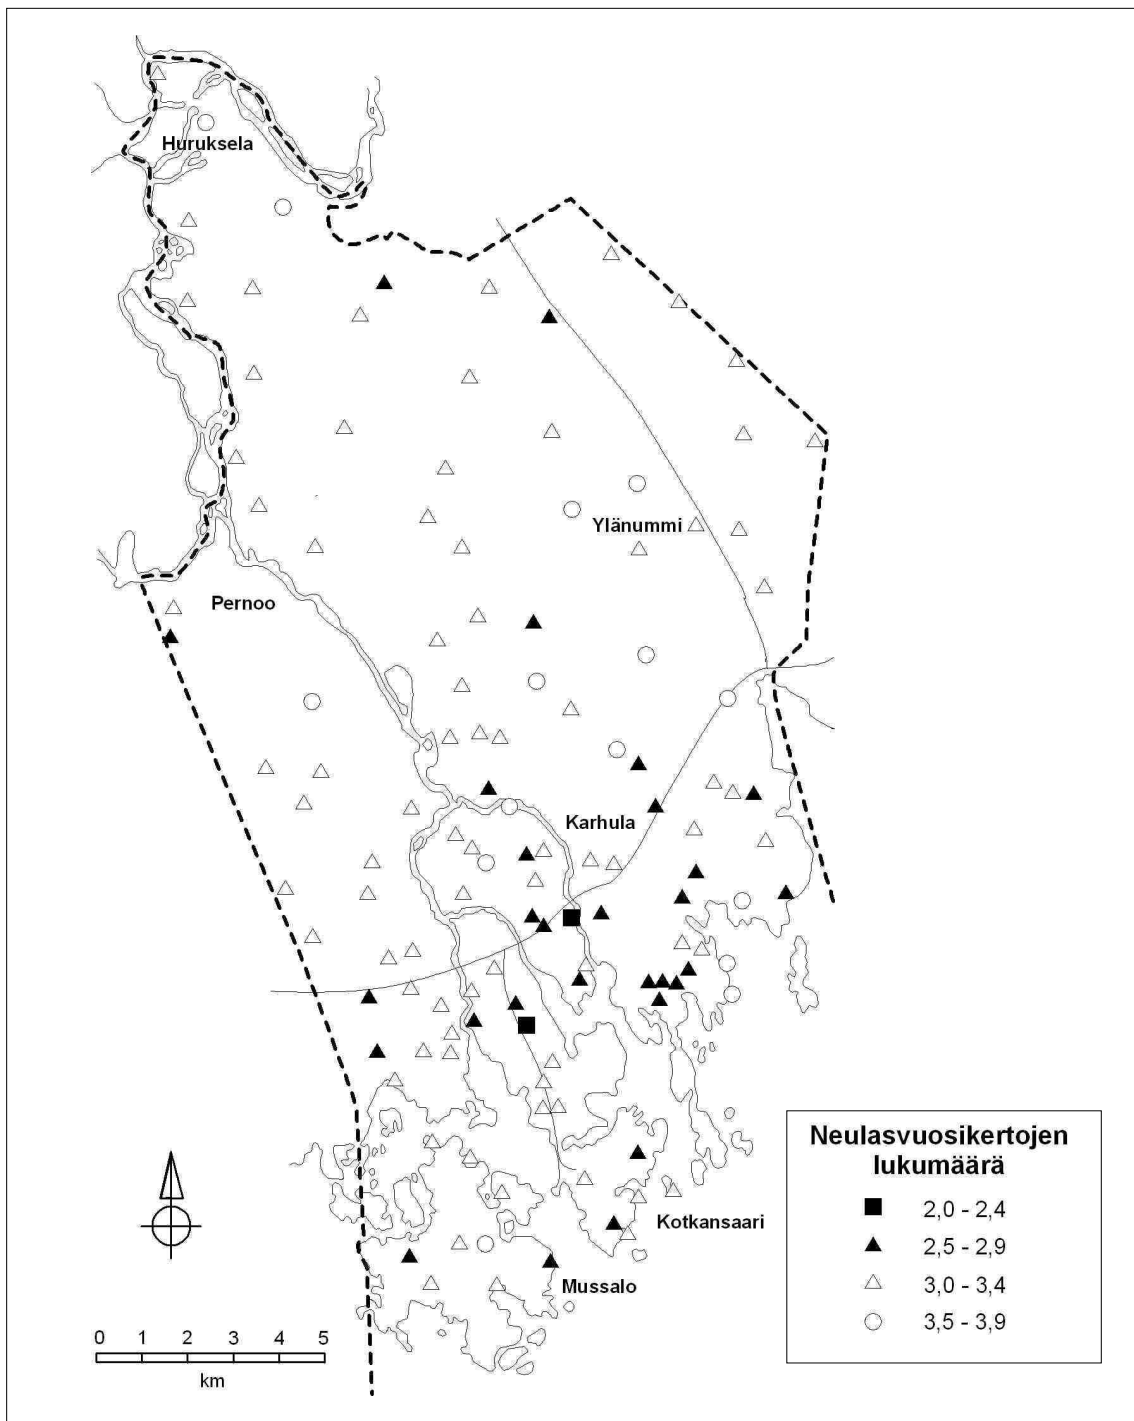 Huruksela
Ylänummi
Pernoo
Karhula
Kotkansaari
Mussalo
Neulasvuosikertojen
lukumäärä
2,0 - 2,4
2,5 - 2,9
3,0 - 3,4
3,5 - 3,9
0 1 2 3 4 5
km